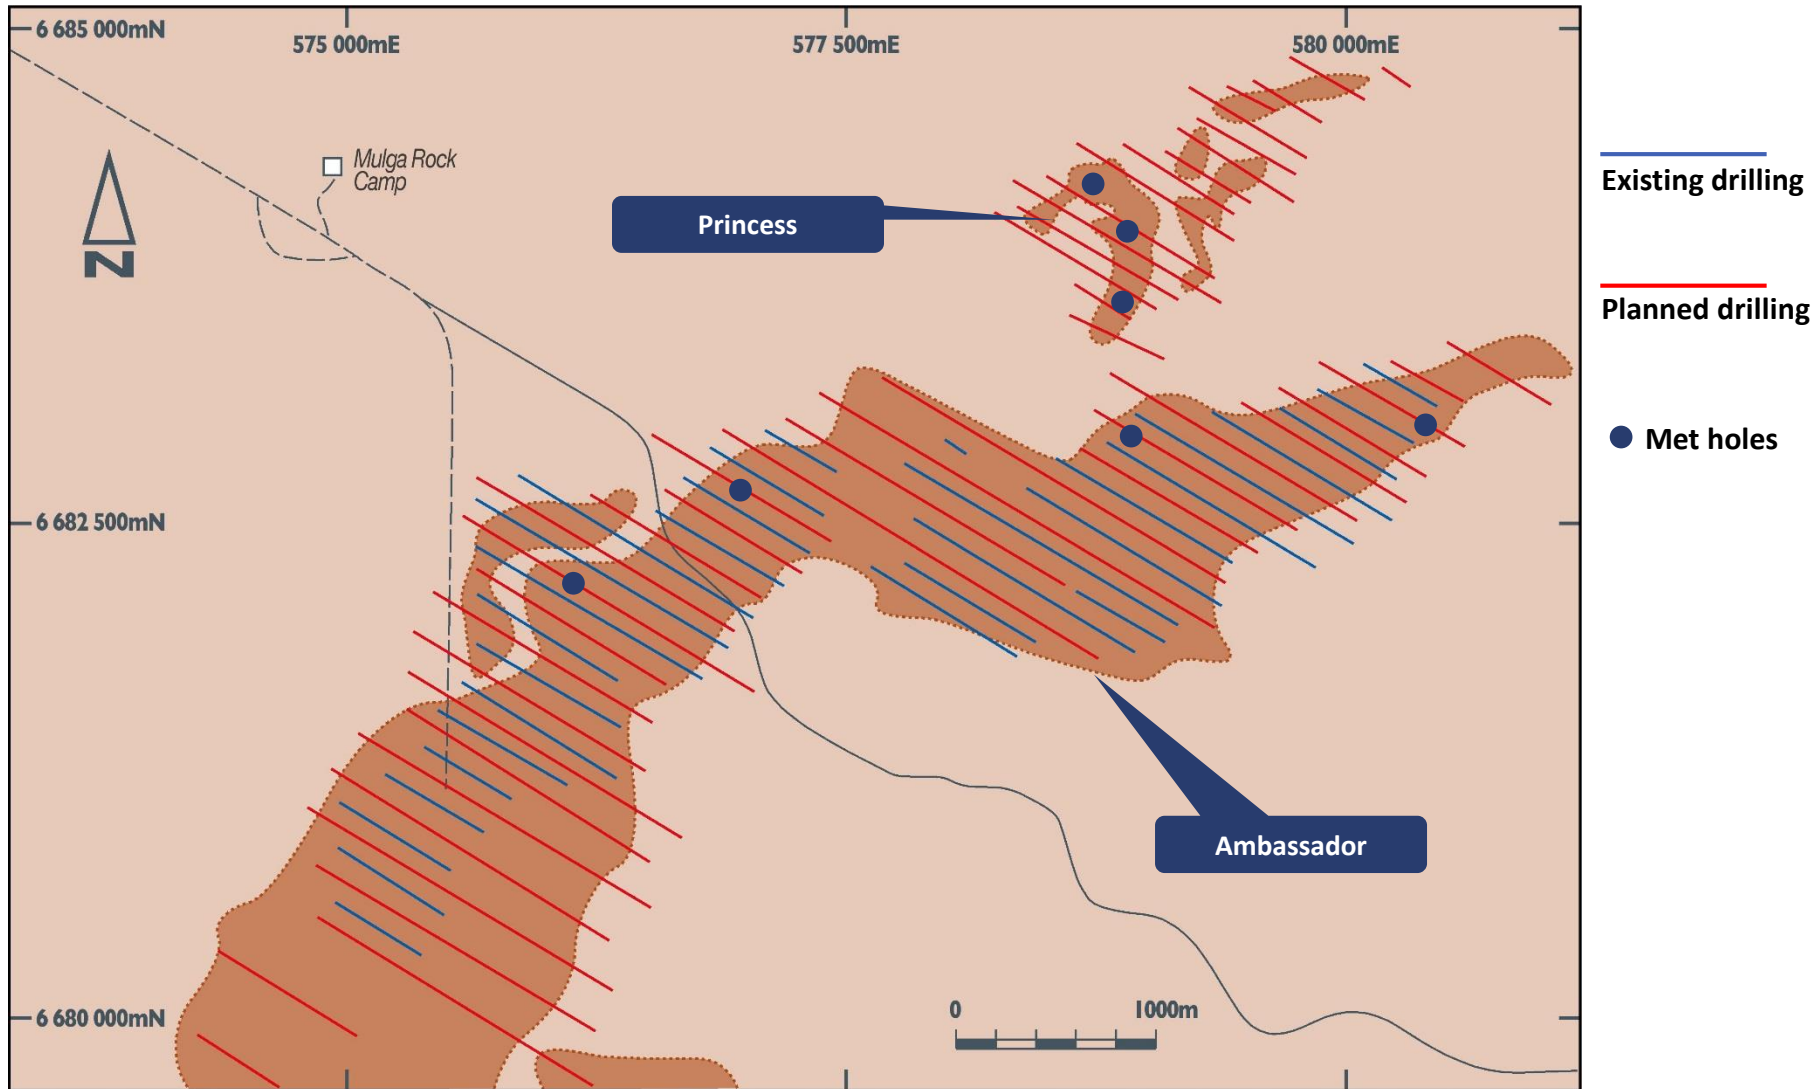 6 685 000mN
575 000mE
577 500mE
580 000mE
Mulga Rock
Camp
N
Princess
Existing drilling
Planned drilling
Met holes
6 682 500mN
Ambassador
6 680 000mN
0
1000m